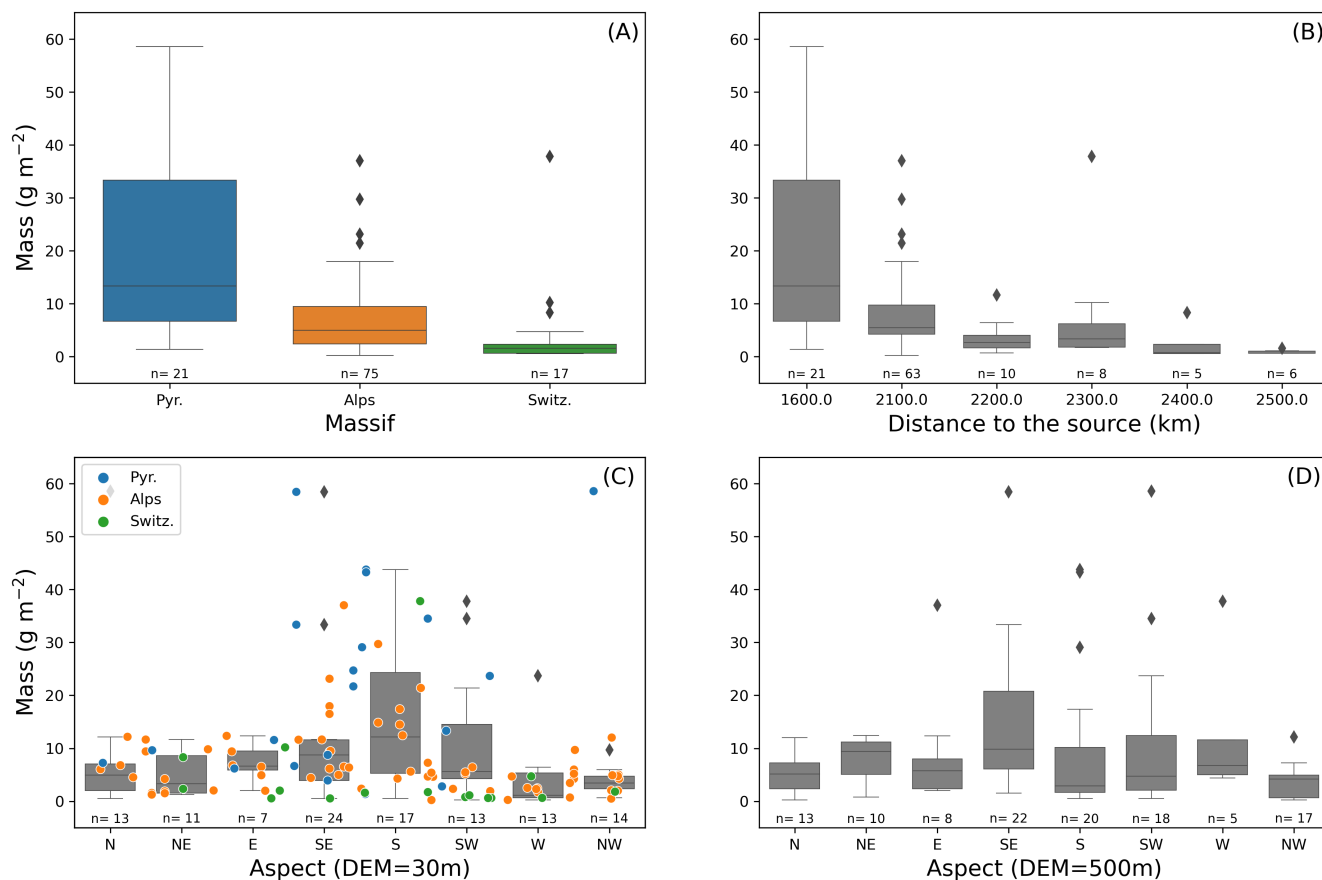 (A)
60
50
40
30
20
10
0
Mass (g m⁻²)
n= 21 n= 75 n= 17
Pyr. Alps Switz.
Massif
(B)
60
50
40
30
20
10
0
n= 21 n= 63 n= 10 n= 8 n= 5 n= 6
1600.0 2100.0 2200.0 2300.0 2400.0 2500.0
Distance to the source (km)
(C)
Pyr.
Alps
Switz.
60
50
40
30
20
10
0
Mass (g m⁻²)
n= 13 n= 11 n= 7 n= 24 n= 17 n= 13 n= 13 n= 14
N NE E SE S SW W NW
Aspect (DEM=30m)
(D)
60
50
40
30
20
10
0
n= 13 n= 10 n= 8 n= 22 n= 20 n= 18 n= 5 n= 17
N NE E SE S SW W NW
Aspect (DEM=500m)